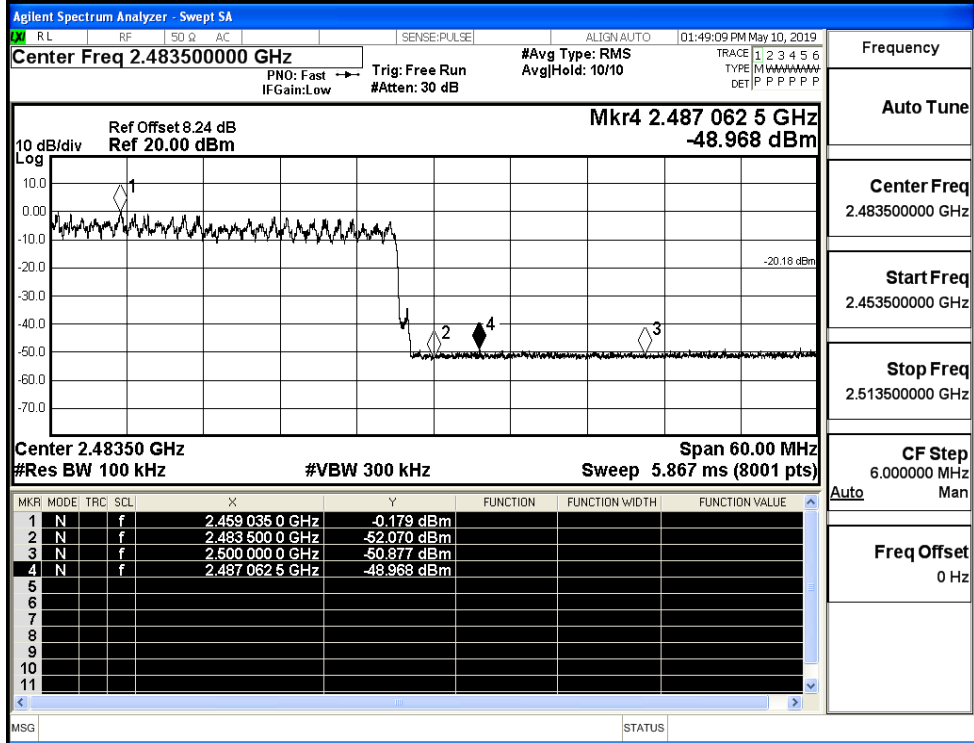 Agilent Spectrum Analyzer - Swept SA
LXI RL RF 50 Ω AC SENSE:PULSE ALIGN AUTO 01:49:09 PM May 10, 2019
Center Freq 2.483500000 GHz
PNO: Fast
IFGain:Low
Trig: Free Run
#Atten: 30 dB
#Avg Type: RMS
Avg|Hold: 10/10
TRACE 1 2 3 4 5 6
TYPE M WWWWW
DET P P P P P P
Ref Offset 8.24 dB
10 dB/div Ref 20.00 dBm
Log
Mkr4 2.487 062 5 GHz
-48.968 dBm
10.0
0.00
-10.0
-20.0
-30.0
-40.0
-50.0
-60.0
-70.0
1
2
4
3
-20.18 dBm
Center 2.48350 GHz Span 60.00 MHz
#Res BW 100 kHz #VBW 300 kHz Sweep 5.867 ms (8001 pts)
MKR MODE TRC SCL X Y FUNCTION FUNCTION WIDTH FUNCTION VALUE
1 N f 2.459 035 0 GHz -0.179 dBm
2 N f 2.483 500 0 GHz -52.070 dBm
3 N f 2.500 000 0 GHz -50.877 dBm
4 N f 2.487 062 5 GHz -48.968 dBm
5
6
7
8
9
10
11
MSG STATUS
Frequency
Auto Tune
Center Freq
2.483500000 GHz
Start Freq
2.453500000 GHz
Stop Freq
2.513500000 GHz
CF Step
6.000000 MHz
Auto Man
Freq Offset
0 Hz